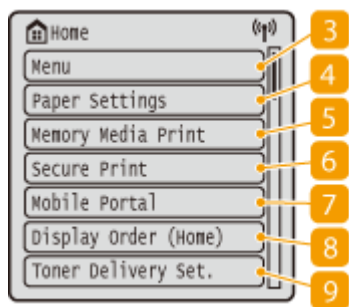 Home
3
Menu
4
Paper Settings
5
Memory Media Print
6
Secure Print
7
Mobile Portal
8
Display Order (Home)
9
Toner Delivery Set.